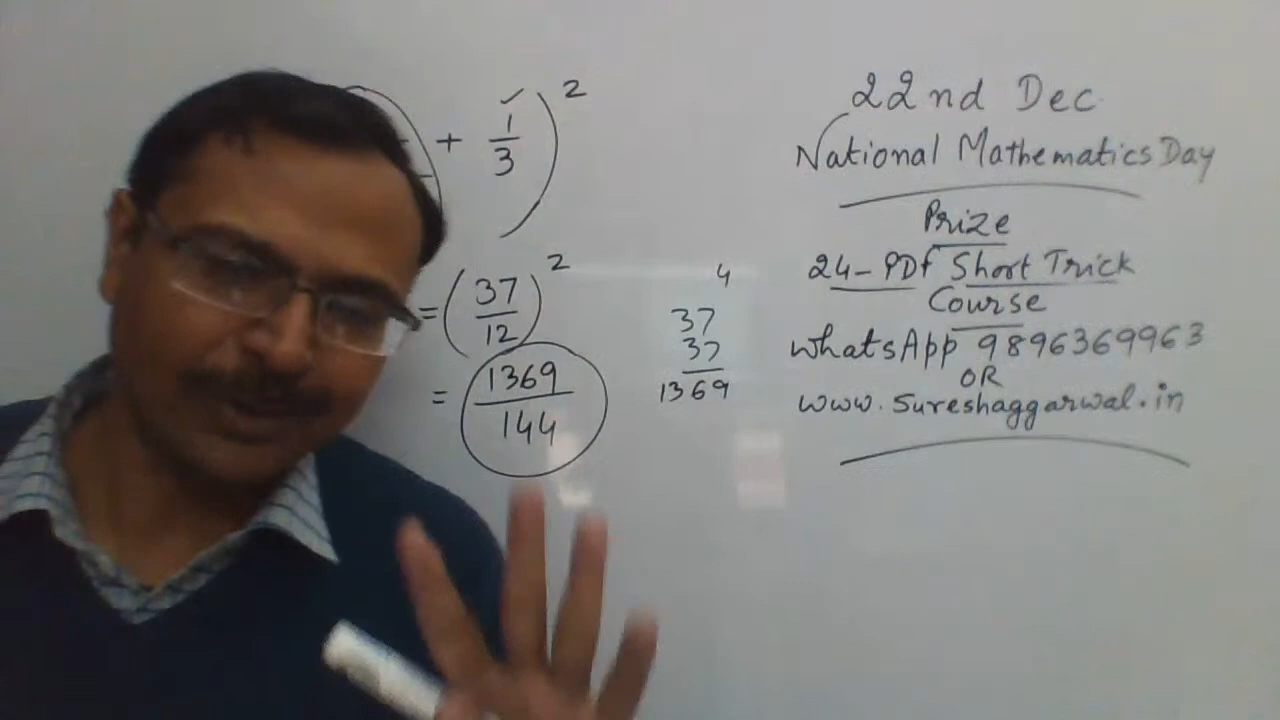 + 1/3 )²
= (37/12)²
= 1369/144
4
37
37
1369
22nd Dec
National Mathematics Day
Prize
24-PDf Short Trick
Course
whatsApp 9896369963
OR
www.sureshaggarwal.in